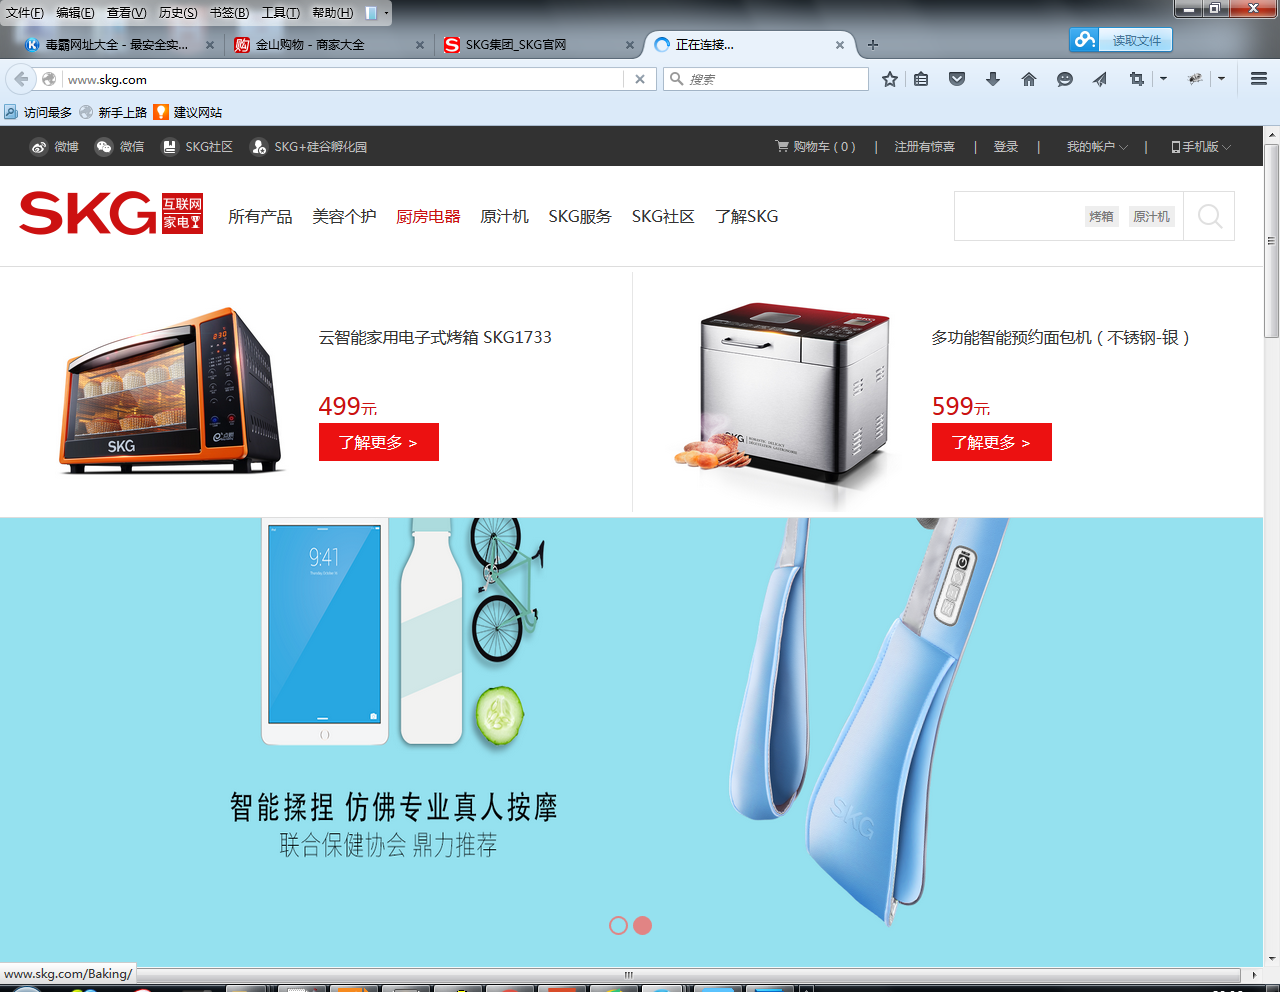 文件(F) 编辑(E) 查看(V) 历史(S) 书签(B) 工具(T) 帮助(H)
毒霸网址大全 - 最安全实... 金山购物 - 商家大全 SKG集团_SKG官网 正在连接... 读取文件
www.skg.com 搜索
访问最多 新手上路 建议网站
微博 微信 SKG社区 SKG+硅谷孵化园 购物车 ( 0 ) | 注册有惊喜 | 登录 | 我的帐户 | 手机版
SKG 互联网家电 所有产品 美容个护 厨房电器 原汁机 SKG服务 SKG社区 了解SKG 烤箱 原汁机
云智能家用电子式烤箱 SKG1733
499元
了解更多 >
SKG
多功能智能预约面包机 ( 不锈钢-银 )
599元
了解更多 >
SKG
9:41
智能揉捏 仿佛专业真人按摩
联合保健协会 鼎力推荐
SKG
www.skg.com/Baking/